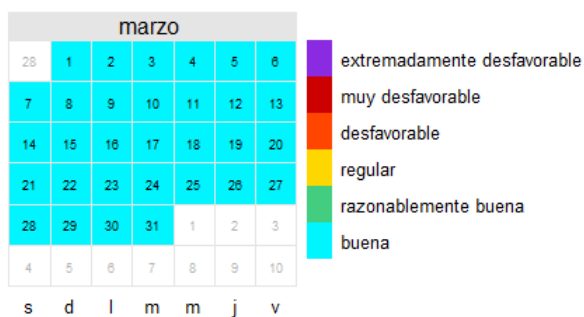 marzo
28 1 2 3 4 5 6
7 8 9 10 11 12 13
14 15 16 17 18 19 20
21 22 23 24 25 26 27
28 29 30 31 1 2 3
4 5 6 7 8 9 10
s d l m m j v
extremadamente desfavorable
muy desfavorable
desfavorable
regular
razonablemente buena
buena